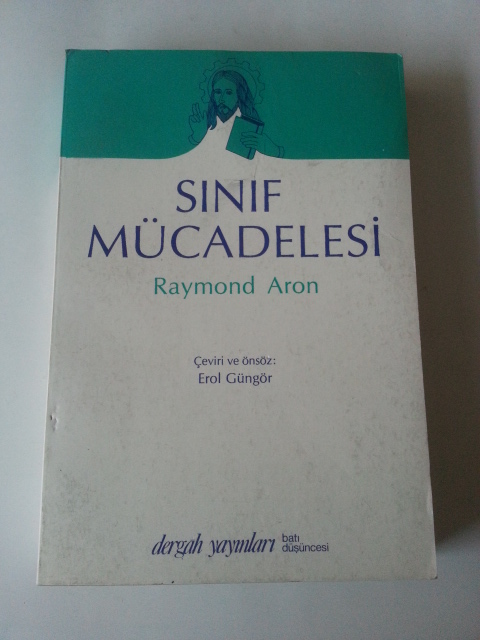 SINIF
MÜCADELESİ
Raymond Aron
Çeviri ve önsöz:
Erol Güngör
dergah yayınları
batı
düşüncesi